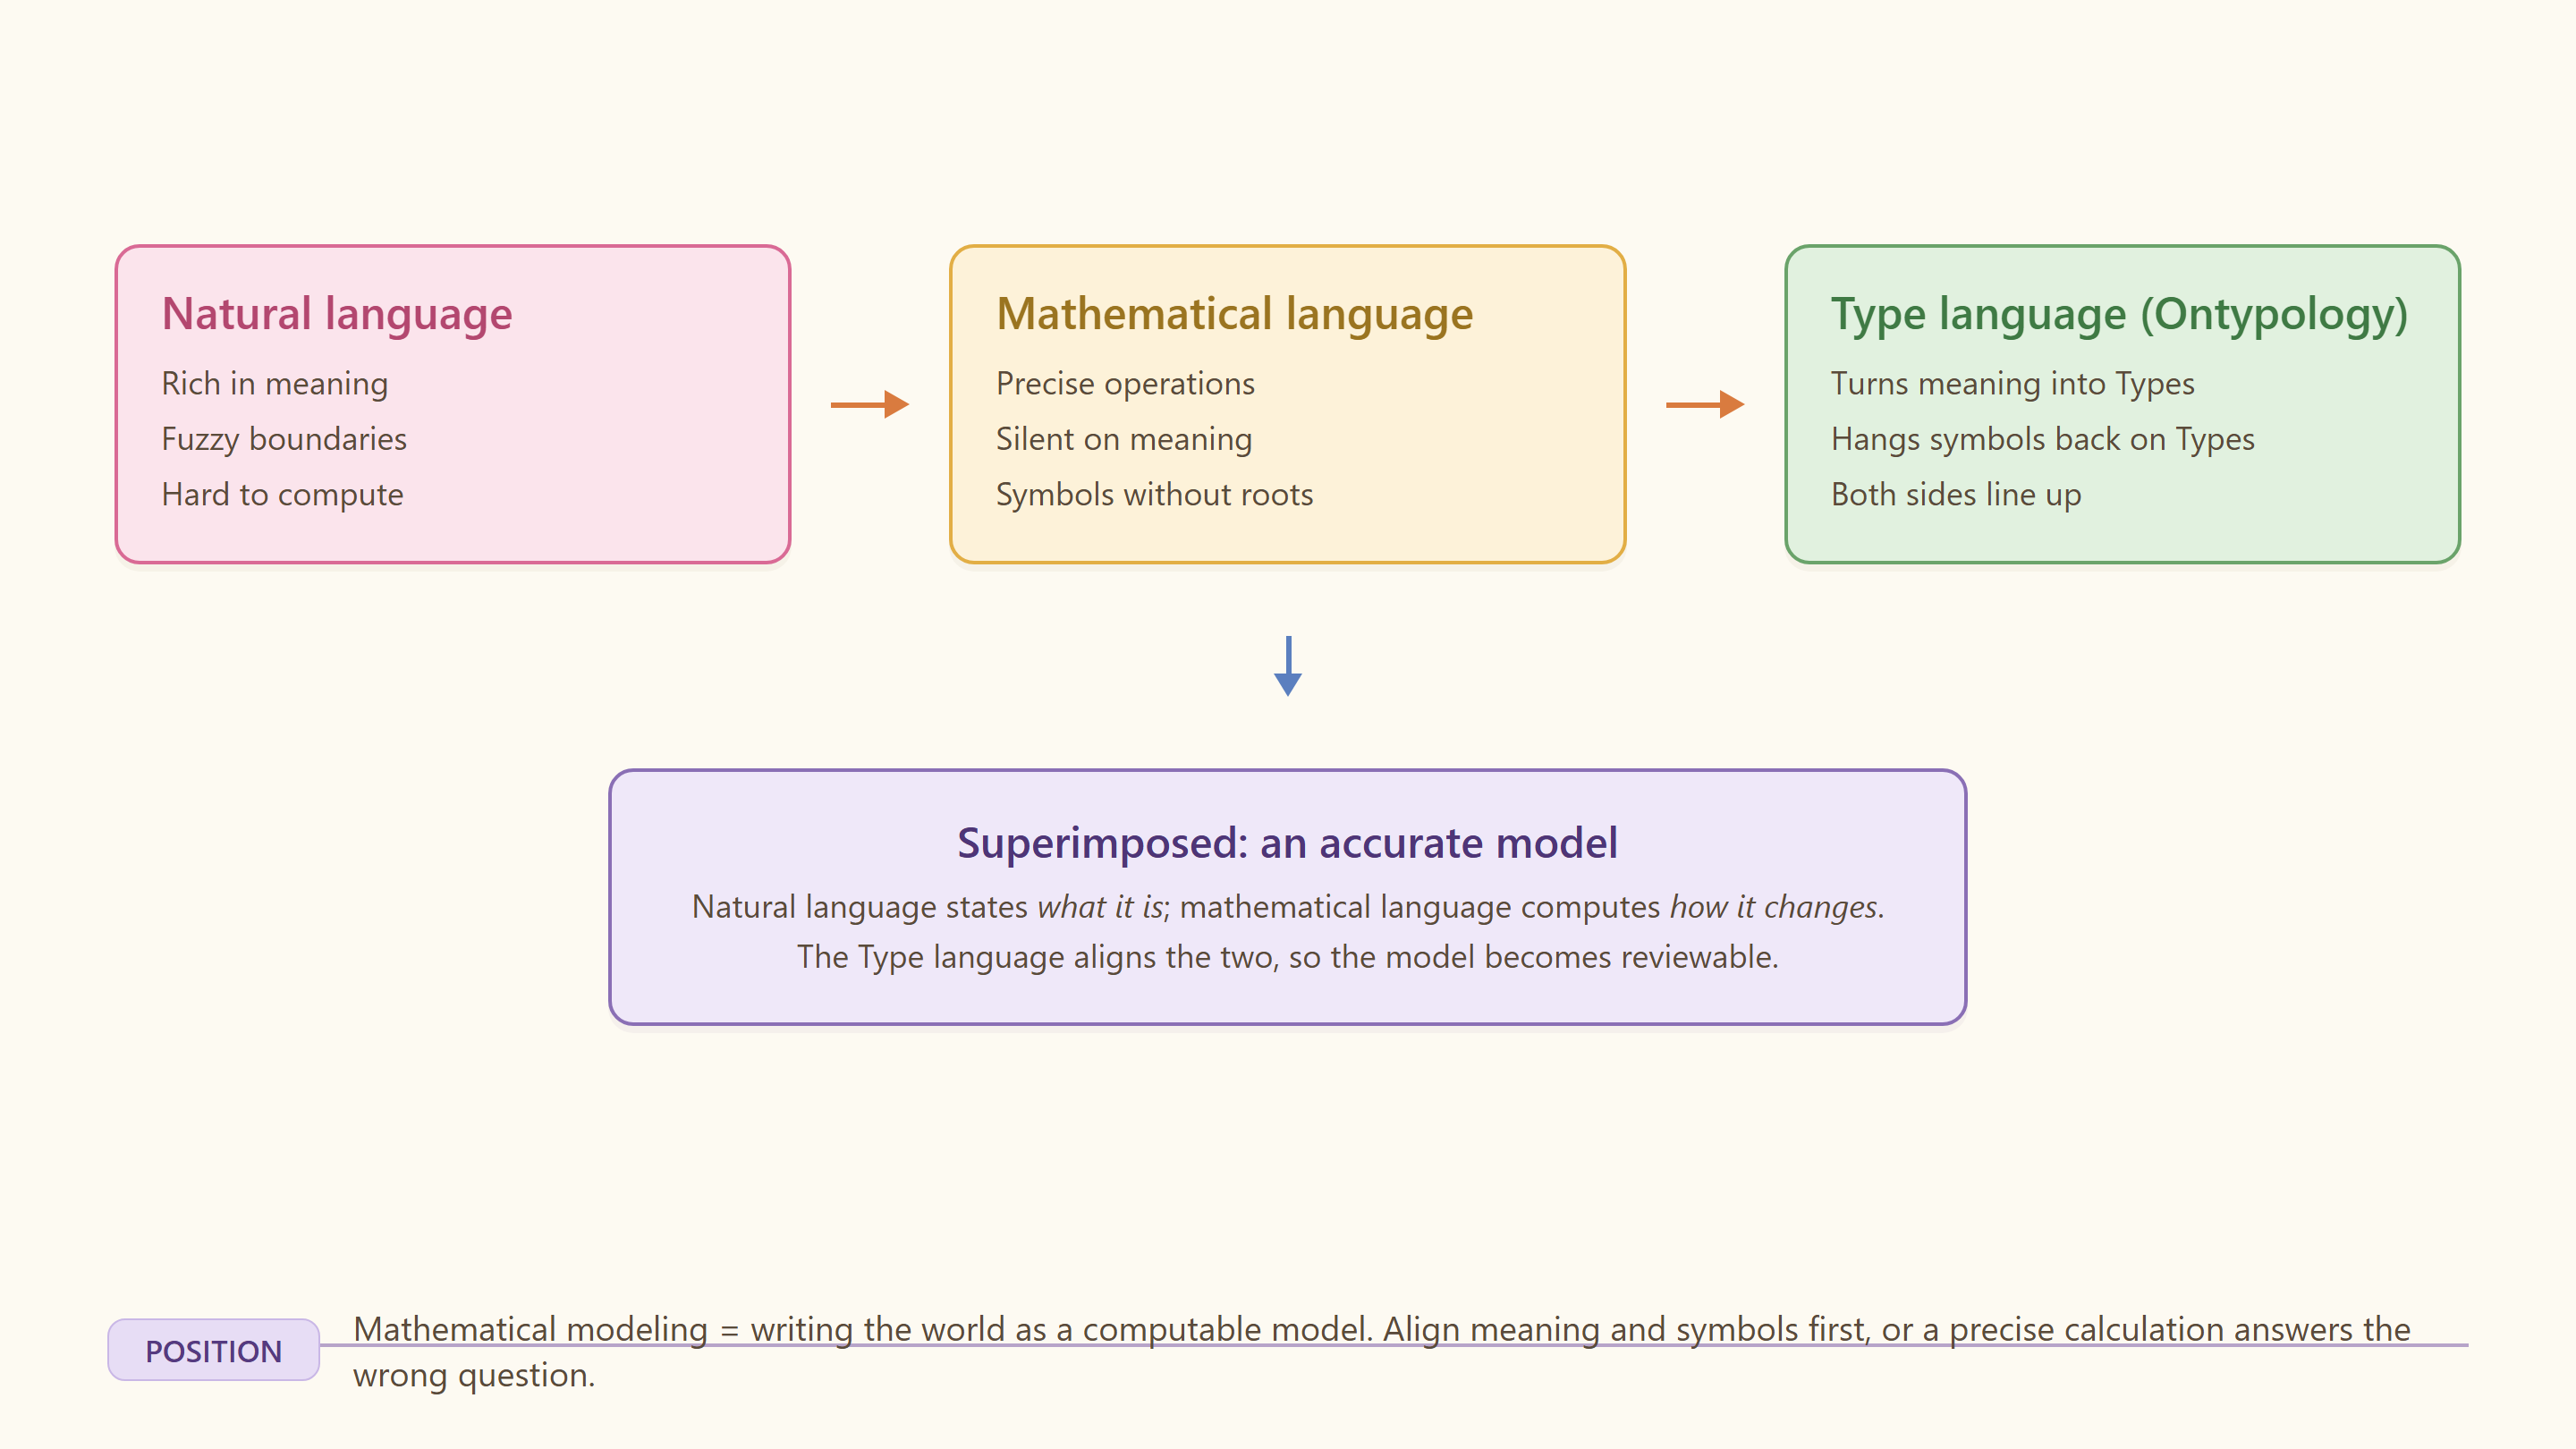 Natural language
Rich in meaning
Fuzzy boundaries
Hard to compute
Mathematical language
Precise operations
Silent on meaning
Symbols without roots
Type language (Ontypology)
Turns meaning into Types
Hangs symbols back on Types
Both sides line up
Superimposed: an accurate model
Natural language states what it is; mathematical language computes how it changes.
The Type language aligns the two, so the model becomes reviewable.
POSITION
Mathematical modeling = writing the world as a computable model. Align meaning and symbols first, or a precise calculation answers the
wrong question.